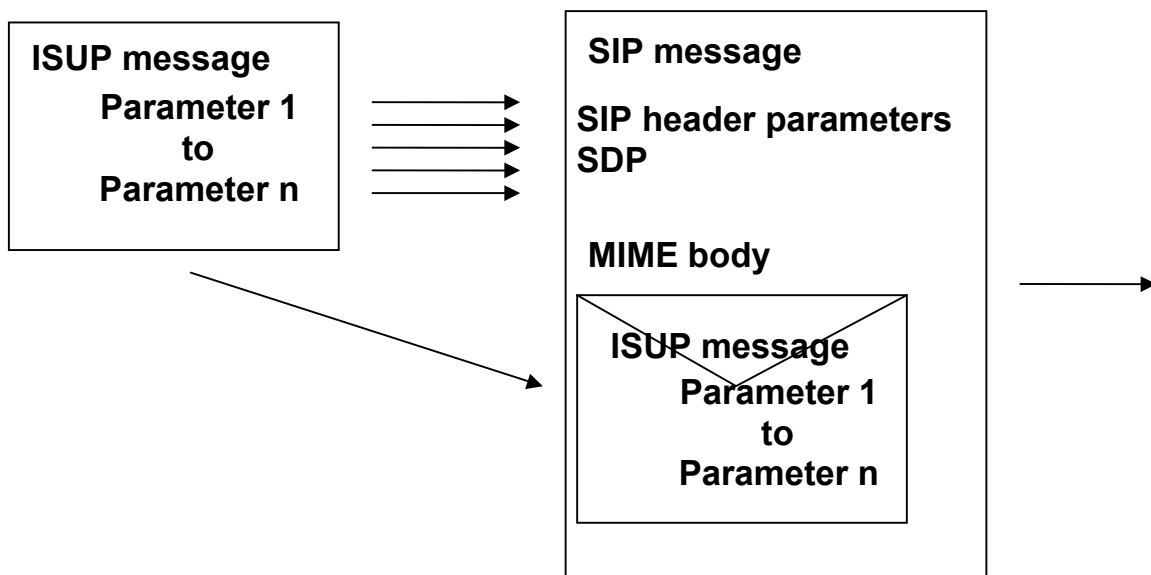 ISUP message
Parameter 1
to
Parameter n
SIP message
SIP header parameters
SDP
MIME body
ISUP message
Parameter 1
to
Parameter n